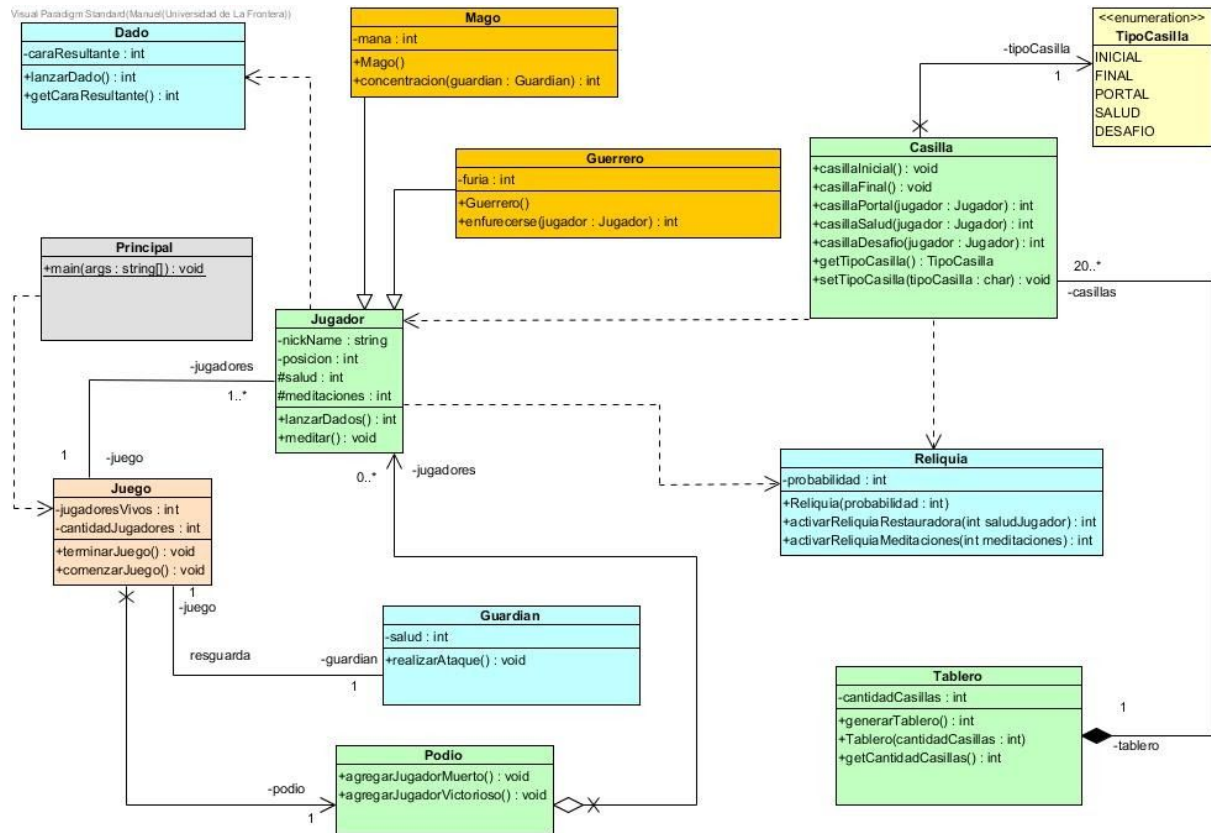 Visual Paradigm Standard(Manuel(Universidad de La Frontera))
Dado
-caraResultante : int
+lanzarDado() : int
+getCaraResultante() : int
Mago
-mana : int
+Mago()
+concentracion(guardian : Guardian) : int
<<enumeration>>
TipoCasilla
INICIAL
FINAL
PORTAL
SALUD
DESAFIO
-tipoCasilla
1
Guerrero
-furia : int
+Guerrero()
+enfurecerse(jugador : Jugador) : int
Casilla
+casillaInicial() : void
+casillaFinal() : void
+casillaPortal(jugador : Jugador) : int
+casillaSalud(jugador : Jugador) : int
+casillaDesafio(jugador : Jugador) : int
+getTipoCasilla() : TipoCasilla
+setTipoCasilla(tipoCasilla : char) : void
20..*
-casillas
Principal
+main(args : string[]) : void
Jugador
-nickName : string
-posicion : int
#salud : int
#meditaciones : int
+lanzarDados() : int
+meditar() : void
-jugadores
1..*
1
-juego
0..*
-jugadores
Reliquia
-probabilidad : int
+Reliquia(probabilidad : int)
+activarReliquiaRestauradora(int saludJugador) : int
+activarReliquiaMeditaciones(int meditaciones) : int
Juego
-jugadoresVivos : int
-cantidadJugadores : int
+terminarJuego() : void
+comenzarJuego() : void
1
-juego
resguarda
-guardian
1
Guardian
-salud : int
+realizarAtaque() : void
Tablero
-cantidadCasillas : int
+generarTablero() : int
+Tablero(cantidadCasillas : int)
+getCantidadCasillas() : int
1
-tablero
-podio
1
Podio
+agregarJugadorMuerto() : void
+agregarJugadorVictorioso() : void